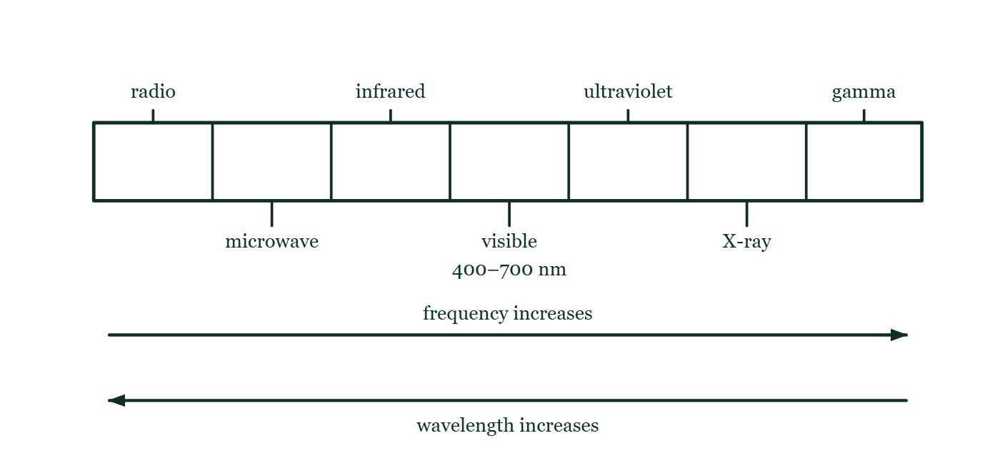 radio
infrared
ultraviolet
gamma
microwave
visible
X-ray
400–700 nm
frequency increases
wavelength increases